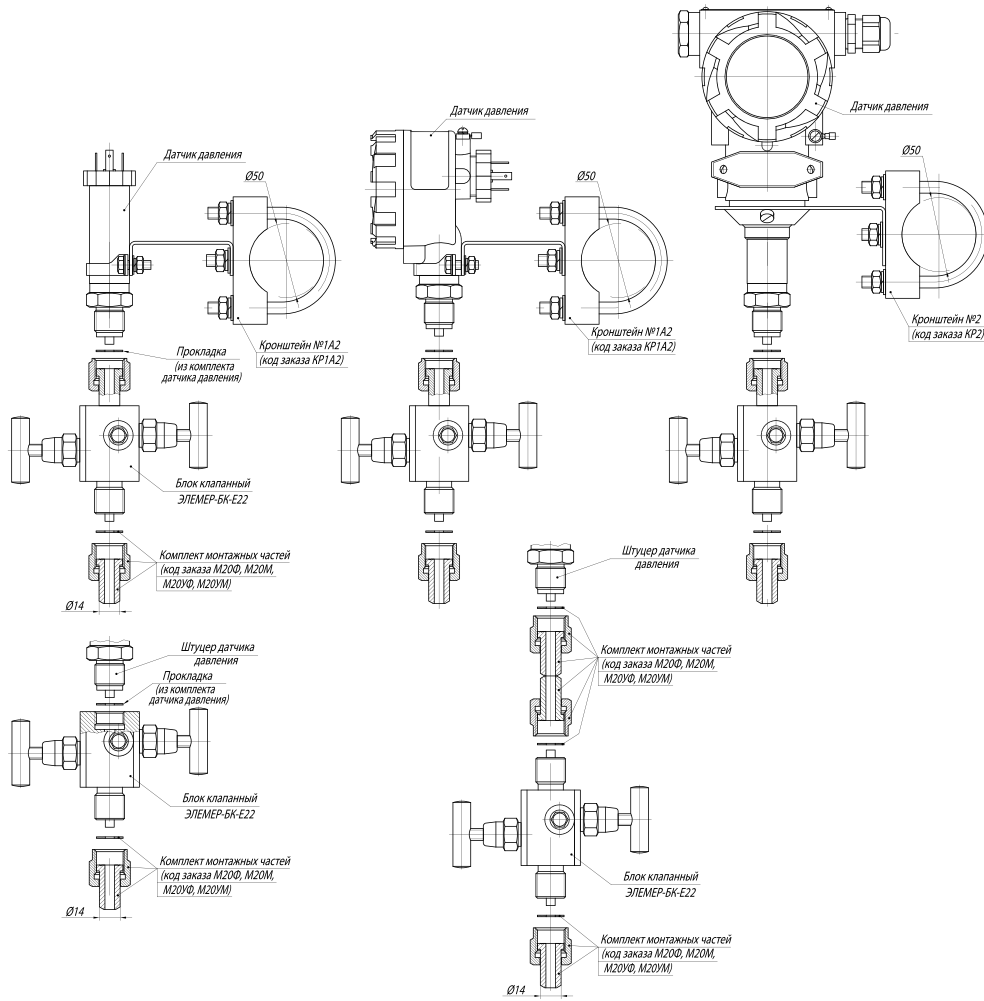 Датчик давления
Ø50
Кронштейн №1А2
(код заказа КР1А2)
Прокладка
(из комплекта
датчика давления)
Блок клапанный
ЭЛЕМЕР-БК-Е22
Комплект монтажных частей
(код заказа М20Ф, М20М,
М20УФ, М20УМ)
Ø14
Датчик давления
Ø50
Кронштейн №1А2
(код заказа КР1А2)
Датчик давления
Ø50
Кронштейн №2
(код заказа КР2)
Штуцер датчика
давления
Прокладка
(из комплекта
датчика давления)
Блок клапанный
ЭЛЕМЕР-БК-Е22
Комплект монтажных частей
(код заказа М20Ф, М20М,
М20УФ, М20УМ)
Ø14
Штуцер датчика
давления
Комплект монтажных частей
(код заказа М20Ф, М20М,
М20УФ, М20УМ)
Блок клапанный
ЭЛЕМЕР-БК-Е22
Комплект монтажных частей
(код заказа М20Ф, М20М,
М20УФ, М20УМ)
Ø14